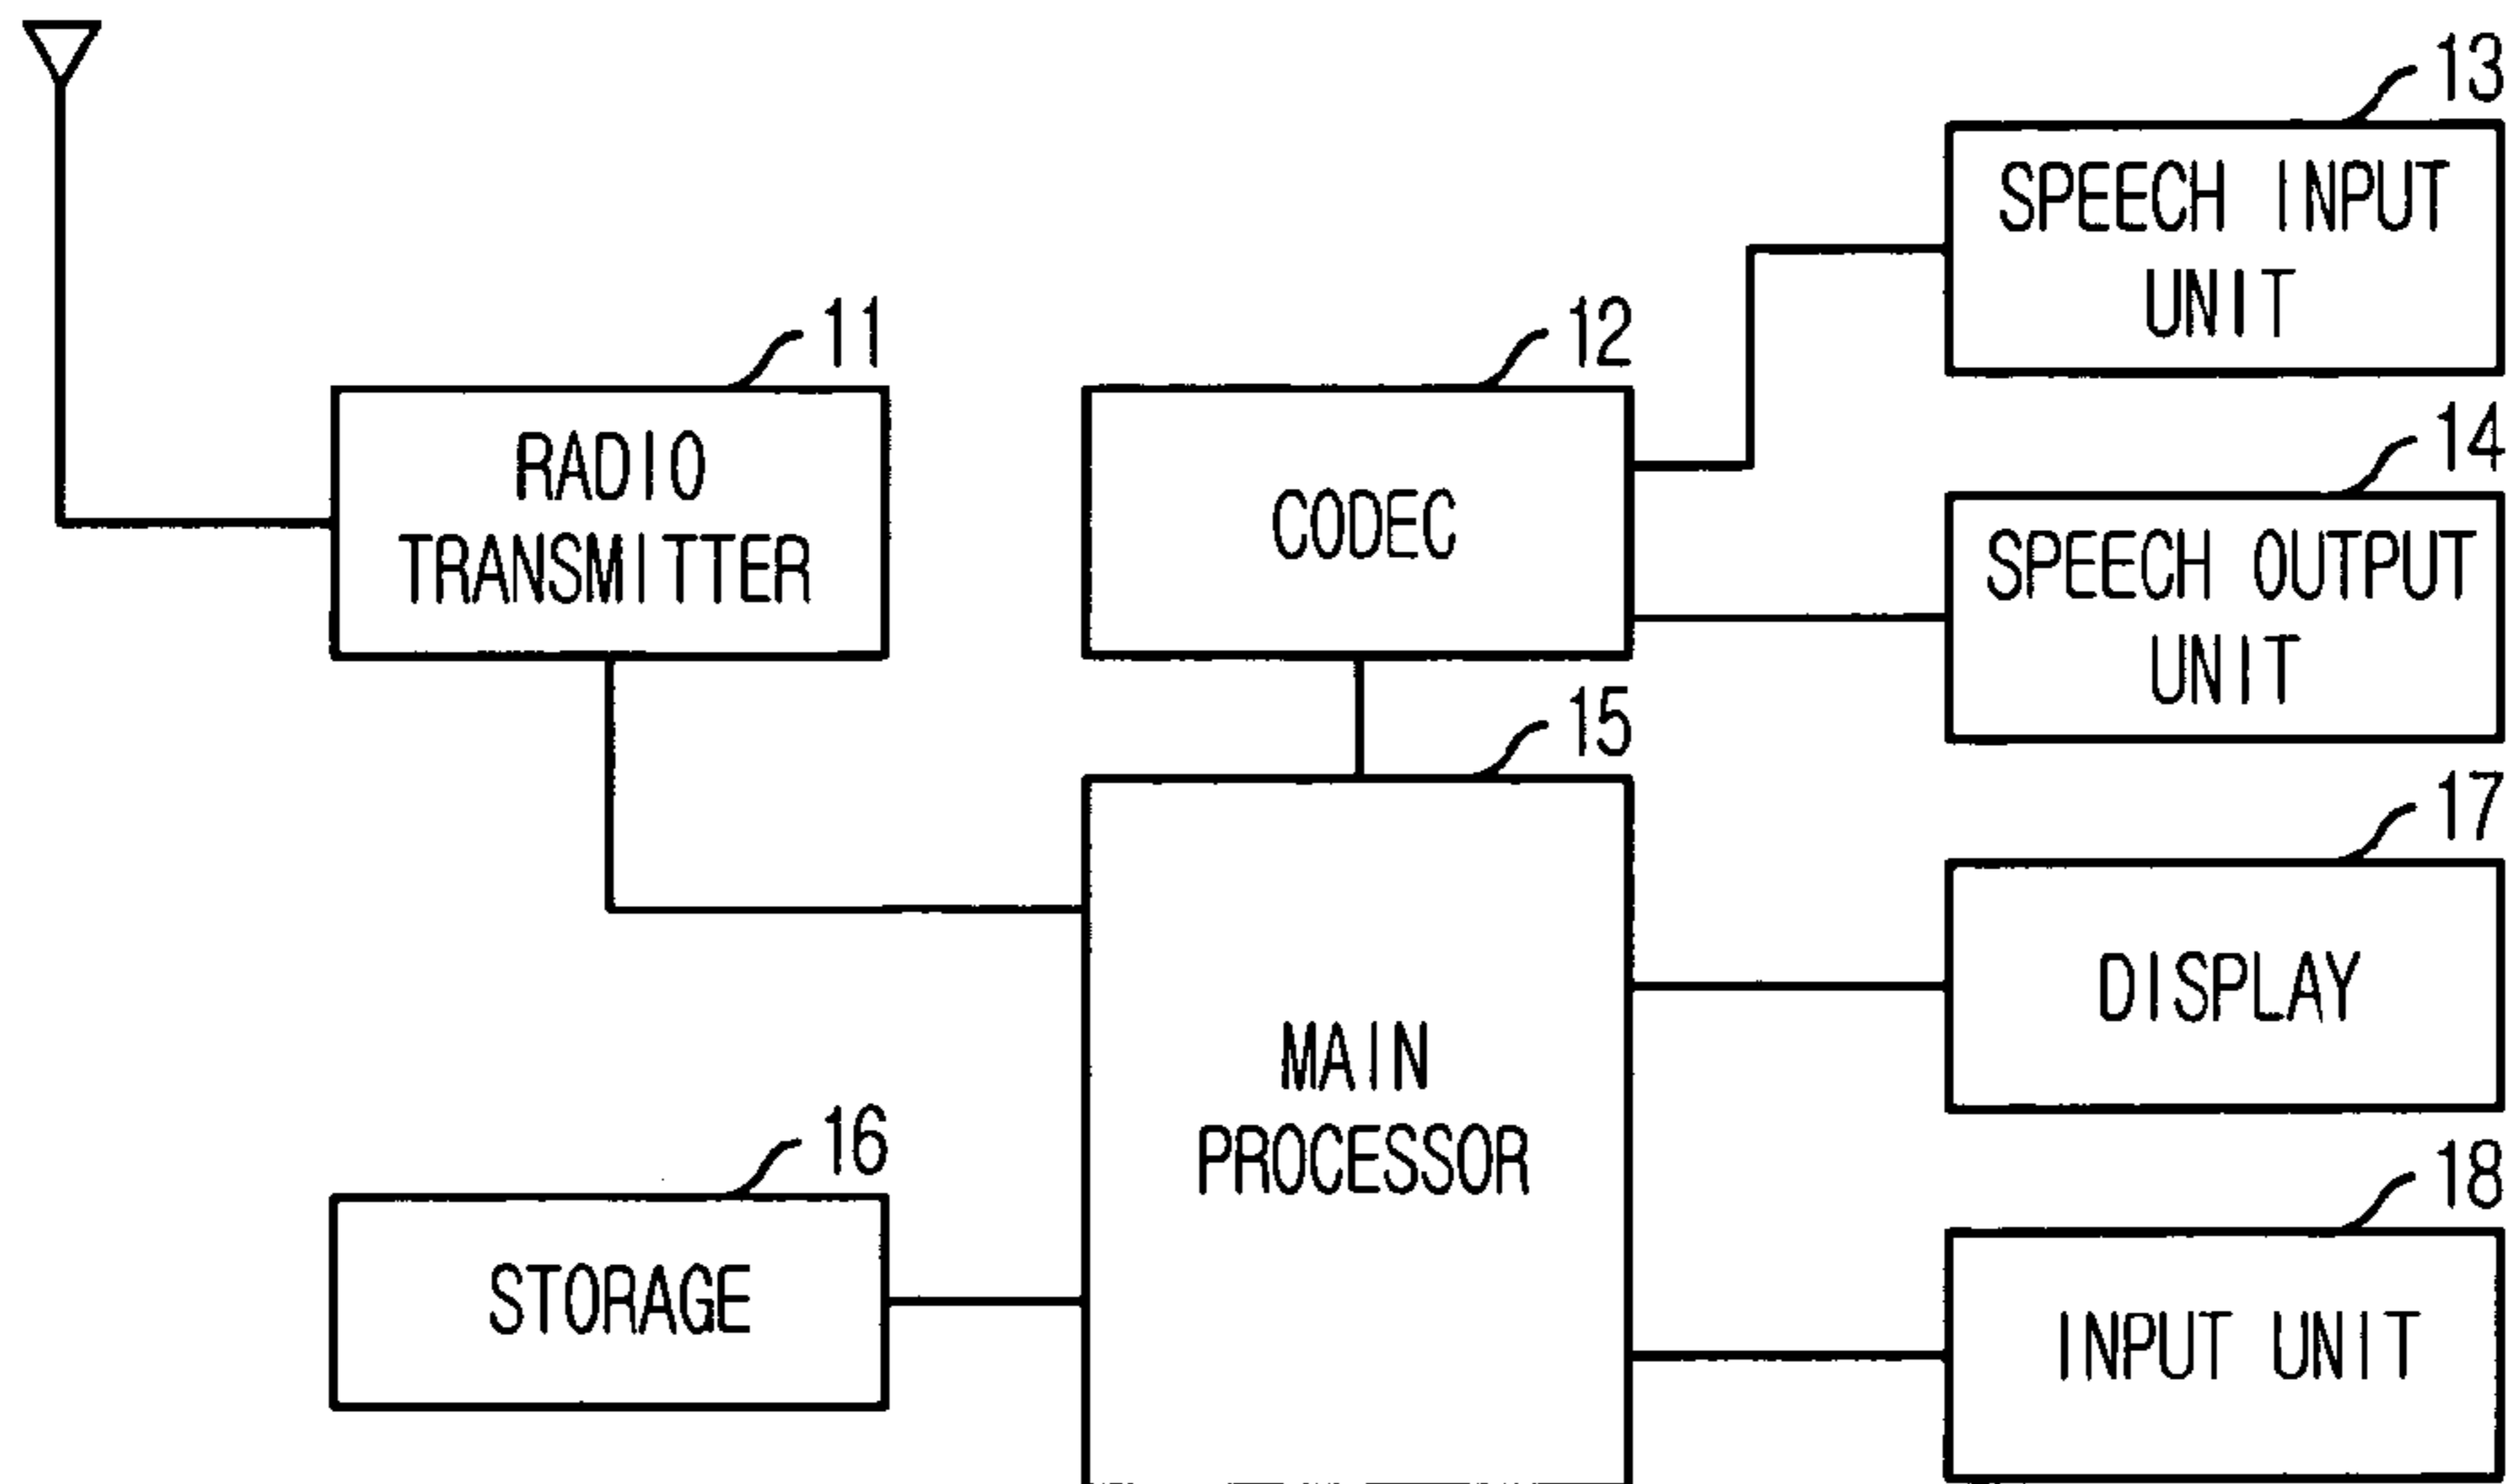 13
SPEECH INPUT
UNIT
11
RADIO
TRANSMITTER
12
CODEC
14
SPEECH OUTPUT
UNIT
15
MAIN
PROCESSOR
17
DISPLAY
16
STORAGE
18
INPUT UNIT